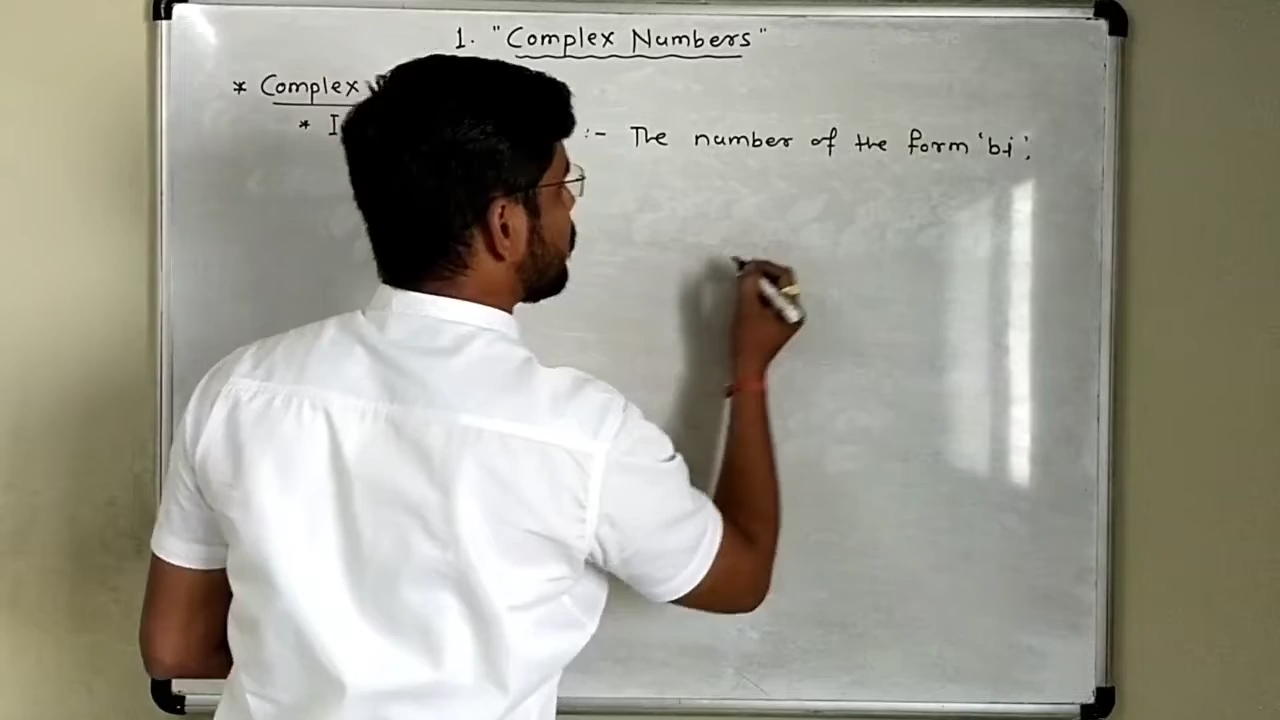 1. "Complex Numbers"
* Complex
* I :- The number of the form 'bi',